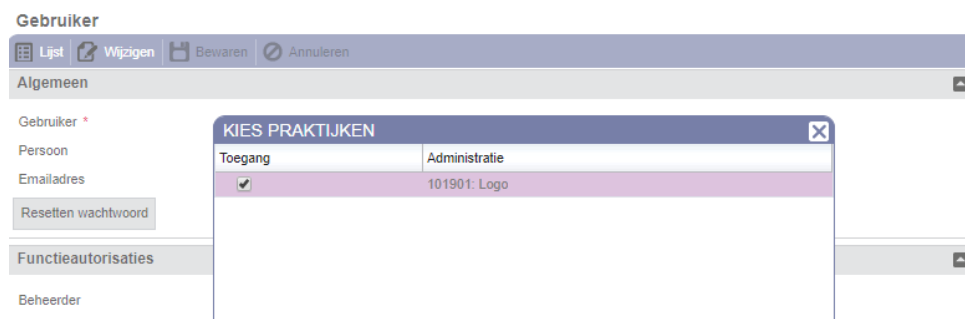 Gebruiker
Lijst Wijzigen Bewaren Annuleren
Algemeen
Gebruiker *
KIES PRAKTIJKEN
Persoon
Toegang Administratie
Emailadres
101901: Logo
Resetten wachtwoord
Functieautorisaties
Beheerder